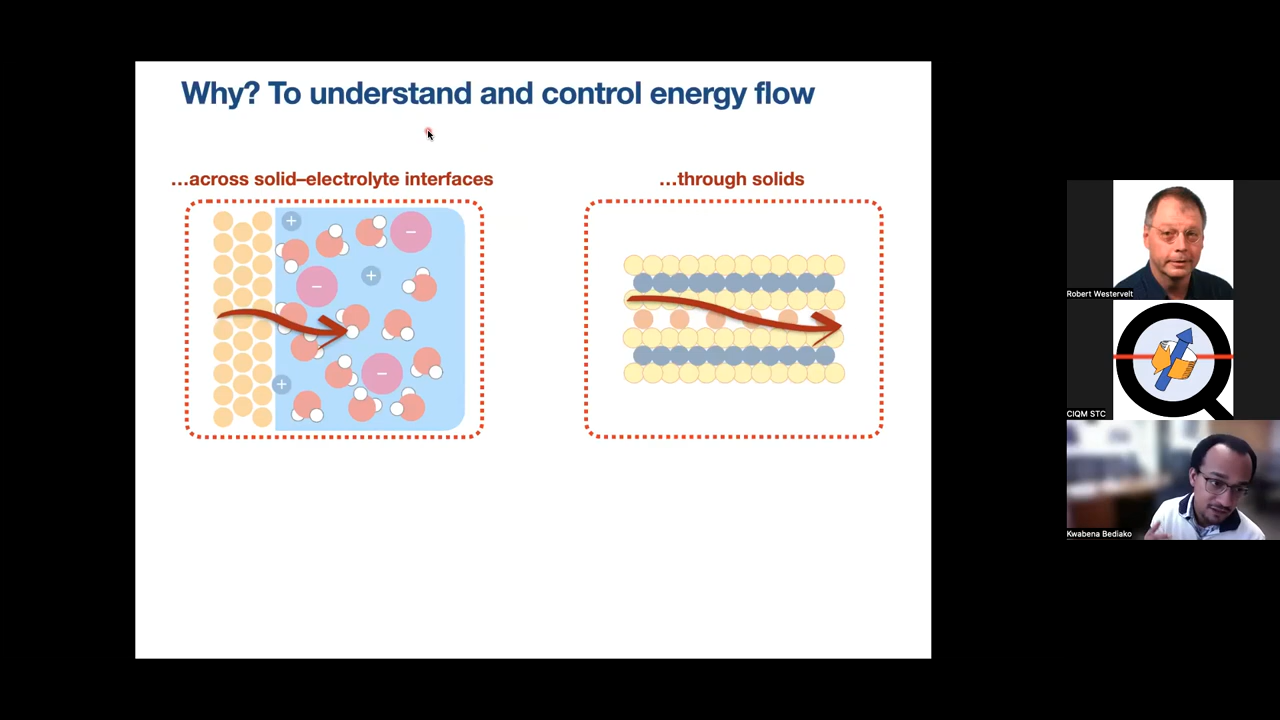 Why? To understand and control energy flow
…across solid–electrolyte interfaces
…through solids
+
−
−
+
−
+
Robert Westervelt
CIQM STC
Kwabena Bediako